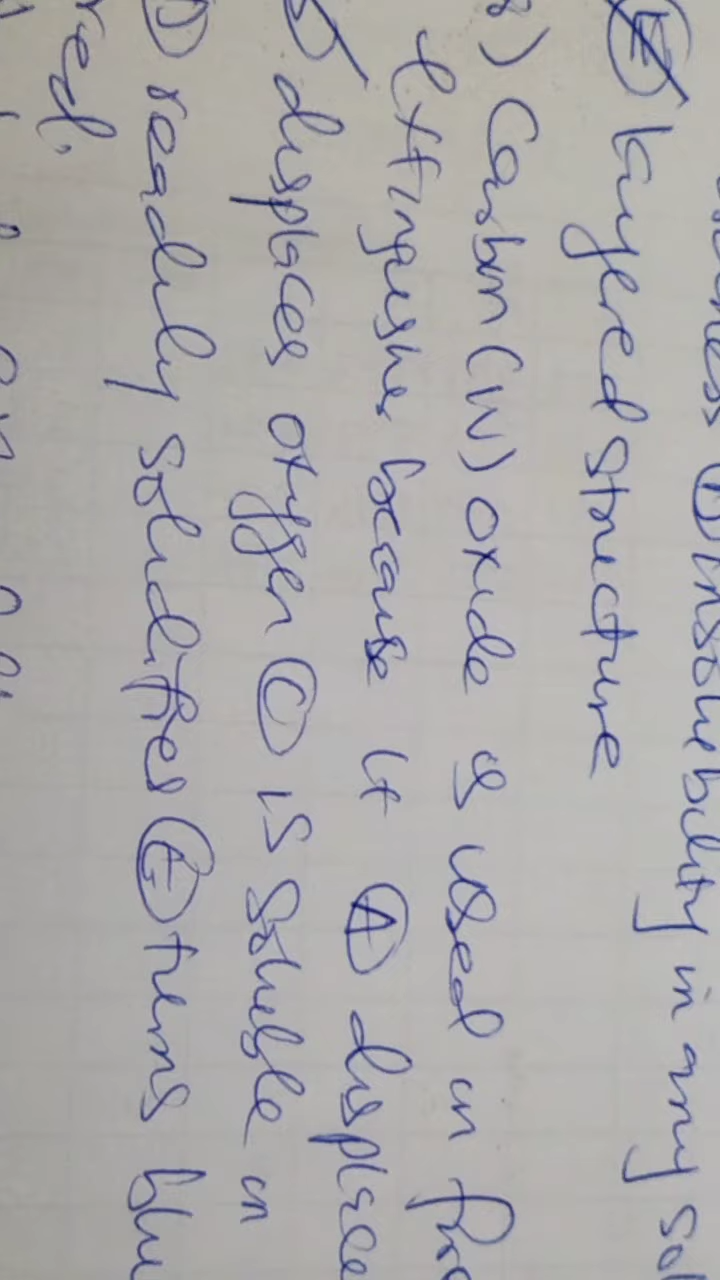 (D) insolubility in any sol
(E) layered structure
8) Carbon (IV) oxide is used in fire
extinguisher because it (A) displace
displaces oxygen (C) is soluble in
(D) readily solidifies (E) turns blu
red.